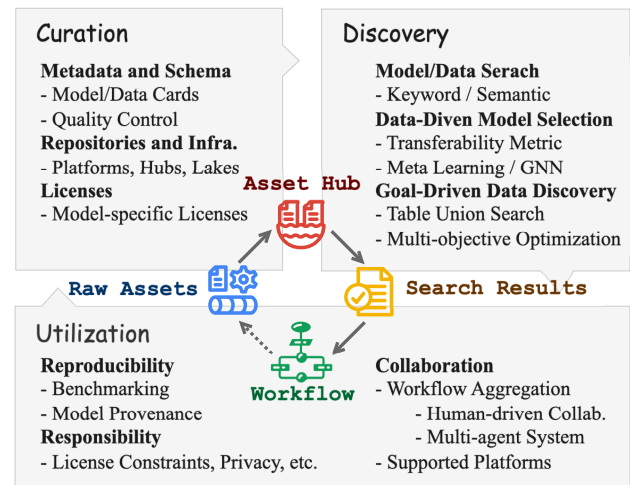 Curation
Metadata and Schema
- Model/Data Cards
- Quality Control
Repositories and Infra.
- Platforms, Hubs, Lakes
Licenses
- Model-specific Licenses
Discovery
Model/Data Serach
- Keyword / Semantic
Data-Diven Model Selection
- Transferability Metric
- Meta Learning / GNN
Goal-Driven Data Discovery
- Table Union Search
- Multi-objective Optimization
Asset Hub
Raw Assets
Search Results
Workflow
Utilization
Reproducibility
- Benchmarking
- Model Provenance
Responsibility
- License Constraints, Privacy, etc.
Collaboration
- Workflow Aggregation
- Human-driven Collab.
- Multi-agent System
- Supported Platforms